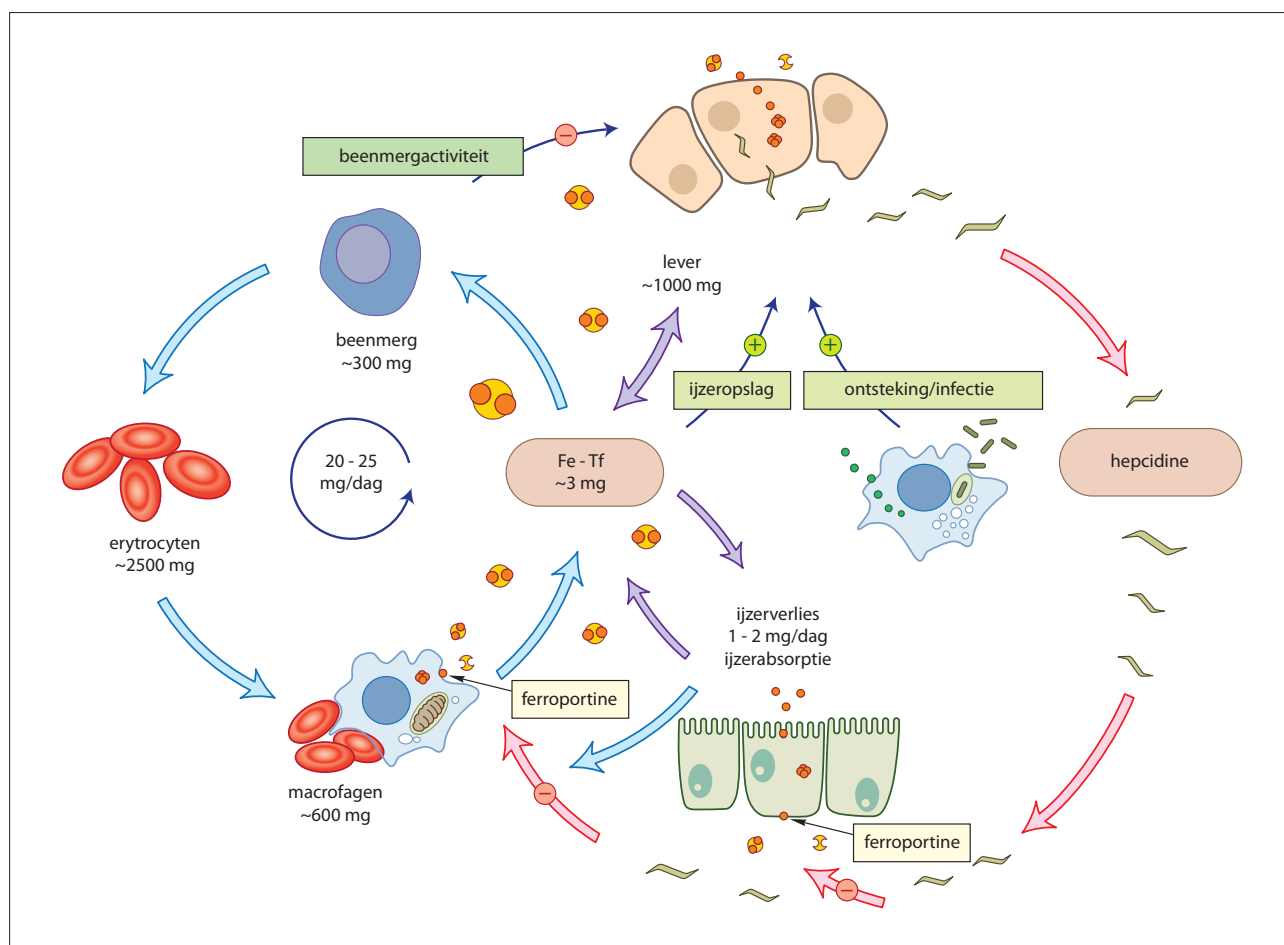 beenmergactiviteit
lever
~1000 mg
beenmerg
~300 mg
ijzeropslag
ontsteking/infectie
20 - 25
mg/dag
Fe - Tf
~3 mg
hepcidine
erytrocyten
~2500 mg
ijzerverlies
1 - 2 mg/dag
ijzerabsorptie
ferroportine
macrofagen
~600 mg
ferroportine